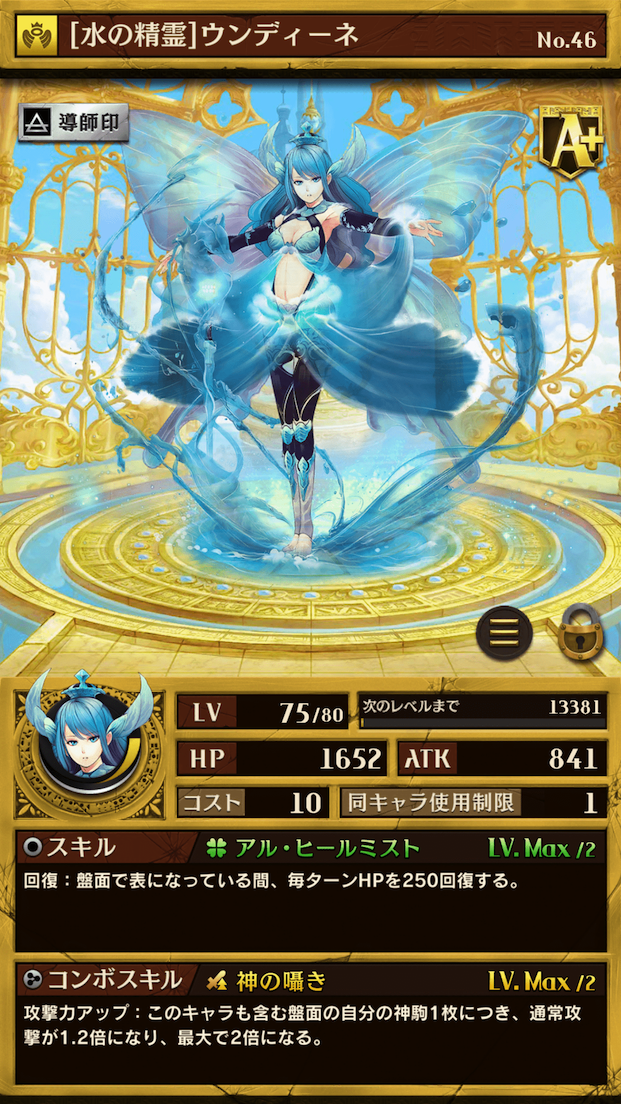 [水の精霊]ウンディーネ
No.46
導師印
A+
LV 75/80
次のレベルまで 13381
HP 1652
ATK 841
コスト 10
同キャラ使用制限 1
スキル アル・ヒールミスト LV.Max /2
回復：盤面で表になっている間、毎ターンHPを250回復する。
コンボスキル 神の囁き LV.Max /2
攻撃力アップ：このキャラも含む盤面の自分の神駒1枚につき、通常攻
撃が1.2倍になり、最大で2倍になる。